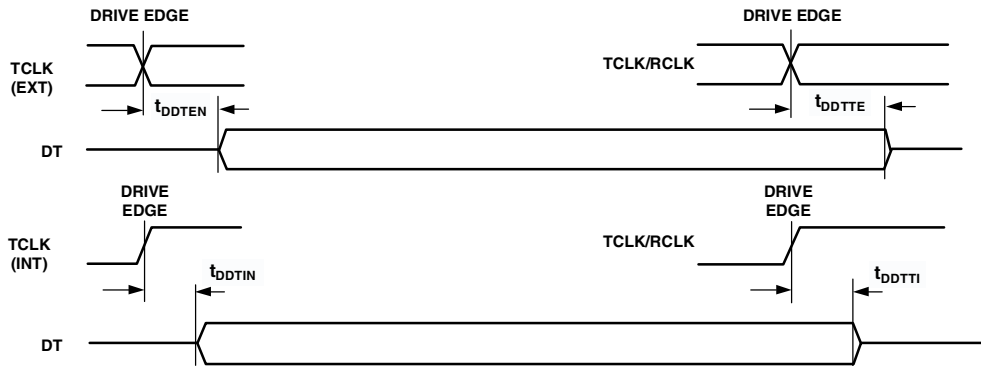 DRIVE EDGE
DRIVE EDGE
TCLK
(EXT)
TCLK/RCLK
tDDTEN
tDDTTE
DT
DRIVE
EDGE
DRIVE
EDGE
TCLK
(INT)
TCLK/RCLK
tDDTIN
tDDTTI
DT